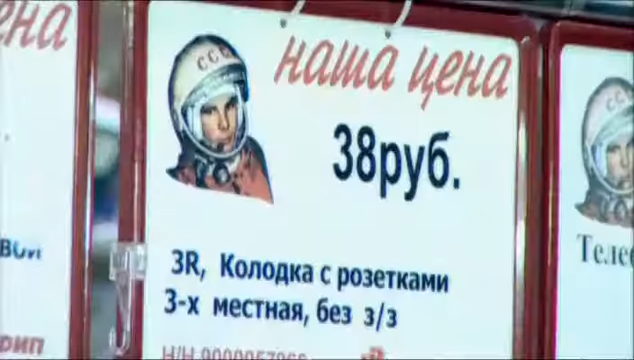 наша цена
38руб.
3R, Колодка с розетками
3-х местная, без з/з